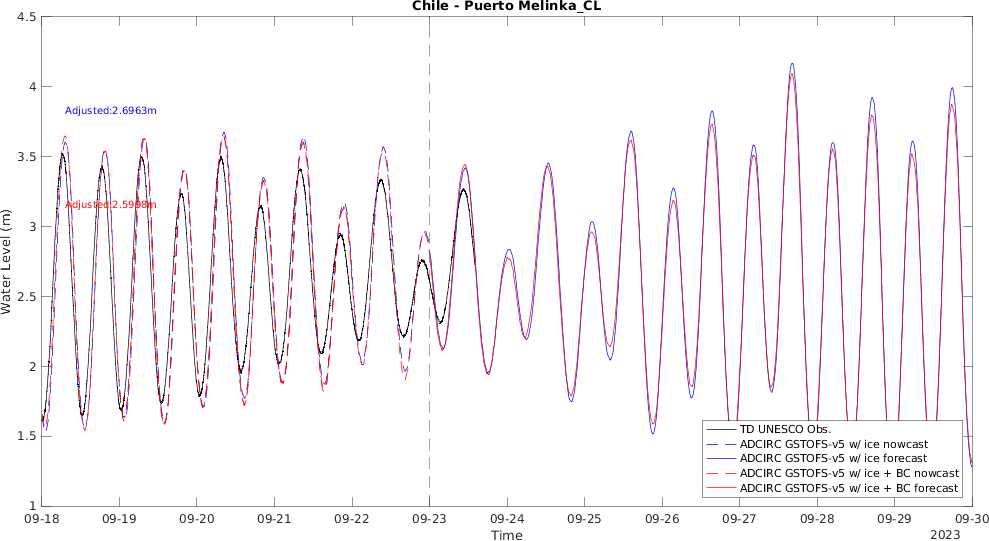 Chile - Puerto Melinka_CL
4.5
4
3.5
3
2.5
2
1.5
1
Water Level (m)
Adjusted:2.6963m
Adjusted:2.5998m
TD UNESCO Obs.
ADCIRC GSTOFS-v5 w/ ice nowcast
ADCIRC GSTOFS-v5 w/ ice forecast
ADCIRC GSTOFS-v5 w/ ice + BC nowcast
ADCIRC GSTOFS-v5 w/ ice + BC forecast
09-18 09-19 09-20 09-21 09-22 09-23 09-24 09-25 09-26 09-27 09-28 09-29 09-30
Time
2023